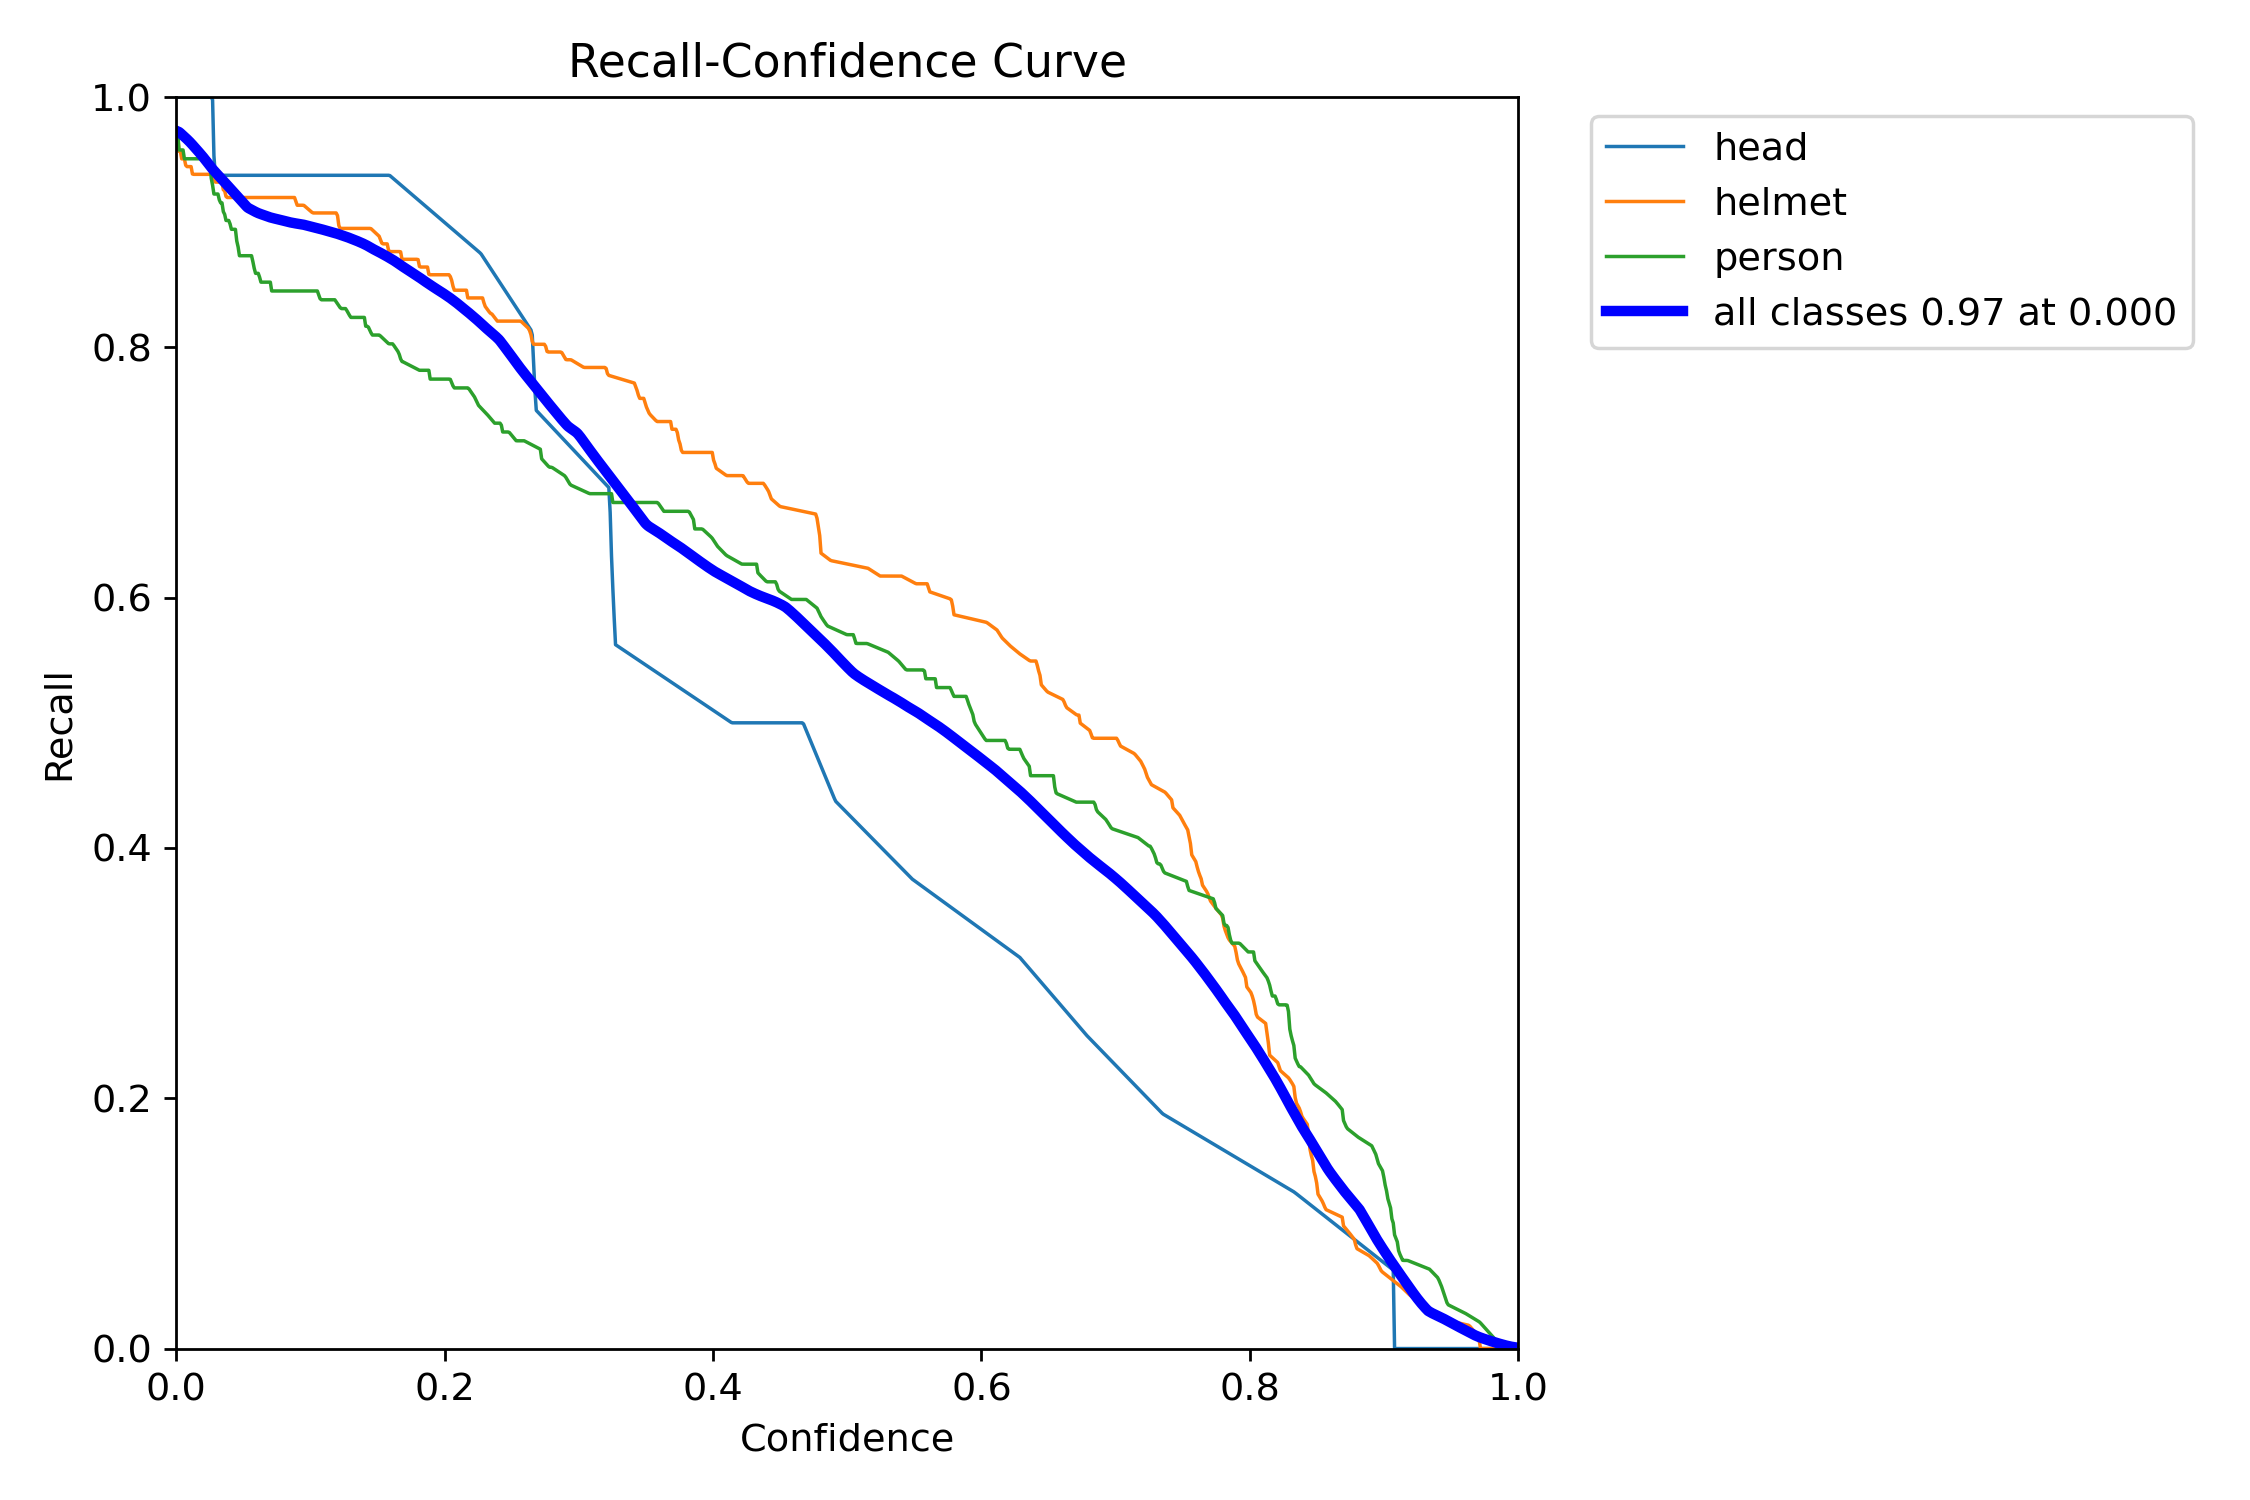 Recall-Confidence Curve
1.0
0.8
0.6
0.4
0.2
0.0
Recall
0.0 0.2 0.4 0.6 0.8 1.0
Confidence
head
helmet
person
all classes 0.97 at 0.000